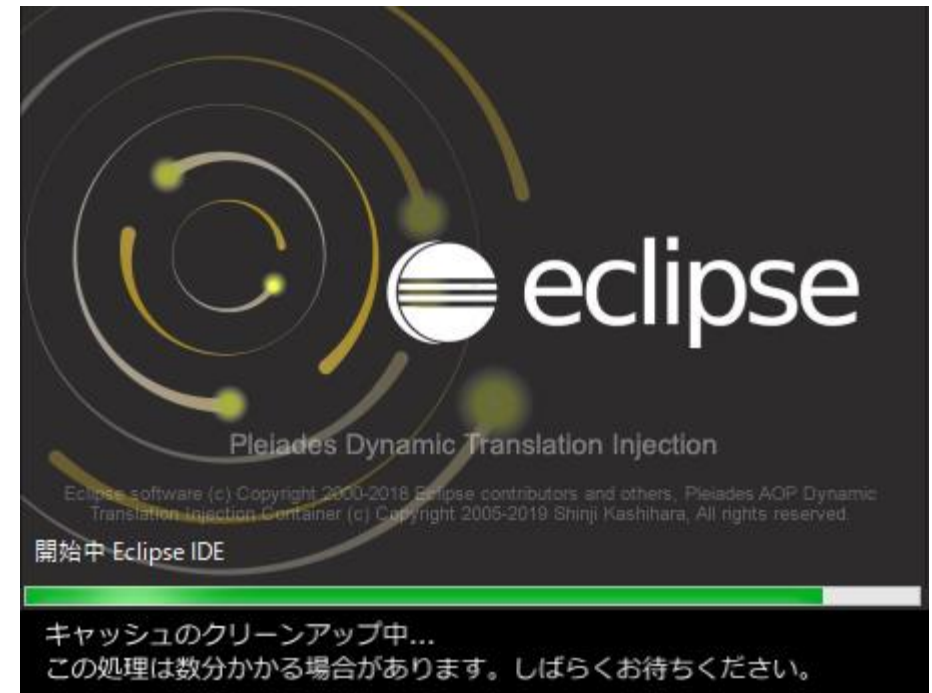 eclipse
Pleiades Dynamic Translation Injection
Eclipse software (c) Copyright 2000-2018 Eclipse contributors and others, Pleiades AOP Dynamic
Translation Injection Container (c) Copyright 2005-2019 Shinji Kashihara, All rights reserved.
開始中 Eclipse IDE
キャッシュのクリーンアップ中...
この処理は数分かかる場合があります。しばらくお待ちください。